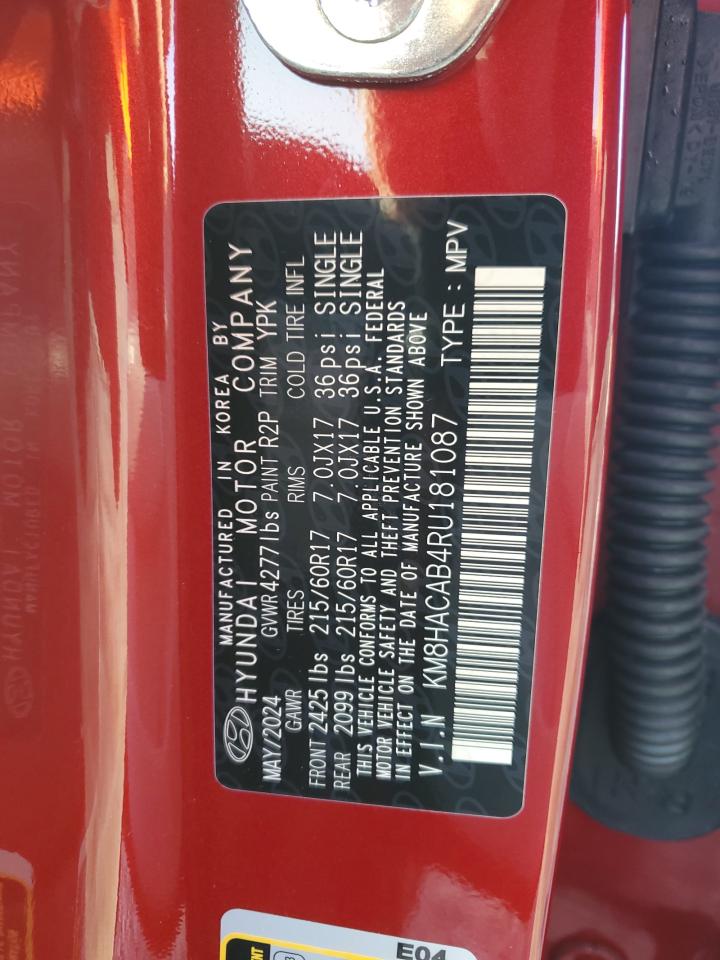 MANUFACTURED IN KOREA BY
HYUNDAI MOTOR COMPANY
MAY/2024 GVWR 4277lbs PAINT R2P TRIM YPK
GAWR TIRES RIMS COLD TIRE INFL
FRONT 2425 lbs 215/60R17 7.0JX17 36psi SINGLE
REAR 2099 lbs 215/60R17 7.0JX17 36psi SINGLE
THIS VEHICLE CONFORMS TO ALL APPLICABLE U.S.A. FEDERAL
MOTOR VEHICLE SAFETY AND THEFT PREVENTION STANDARDS
IN EFFECT ON THE DATE OF MANUFACTURE SHOWN ABOVE
V.I.N KM8HACAB4RU181087 TYPE : MPV
E04